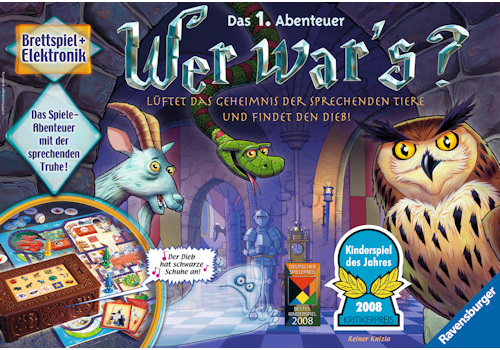 Das 1. Abenteuer
Brettspiel +
Elektronik
Wer war's?
LÜFTET DAS GEHEIMNIS DER SPRECHENDEN TIERE
UND FINDET DEN DIEB!
Das Spiele-
Abenteuer
mit der
sprechenden
Truhe!
Der Dieb
hat schwarze
Schuhe an!
DEUTSCHER
SPIELEPREIS
BESTES
KINDERSPIEL
2008
Kinderspiel
des Jahres
2008
KRITIKERPREIS
Reiner Knizia
Ravensburger